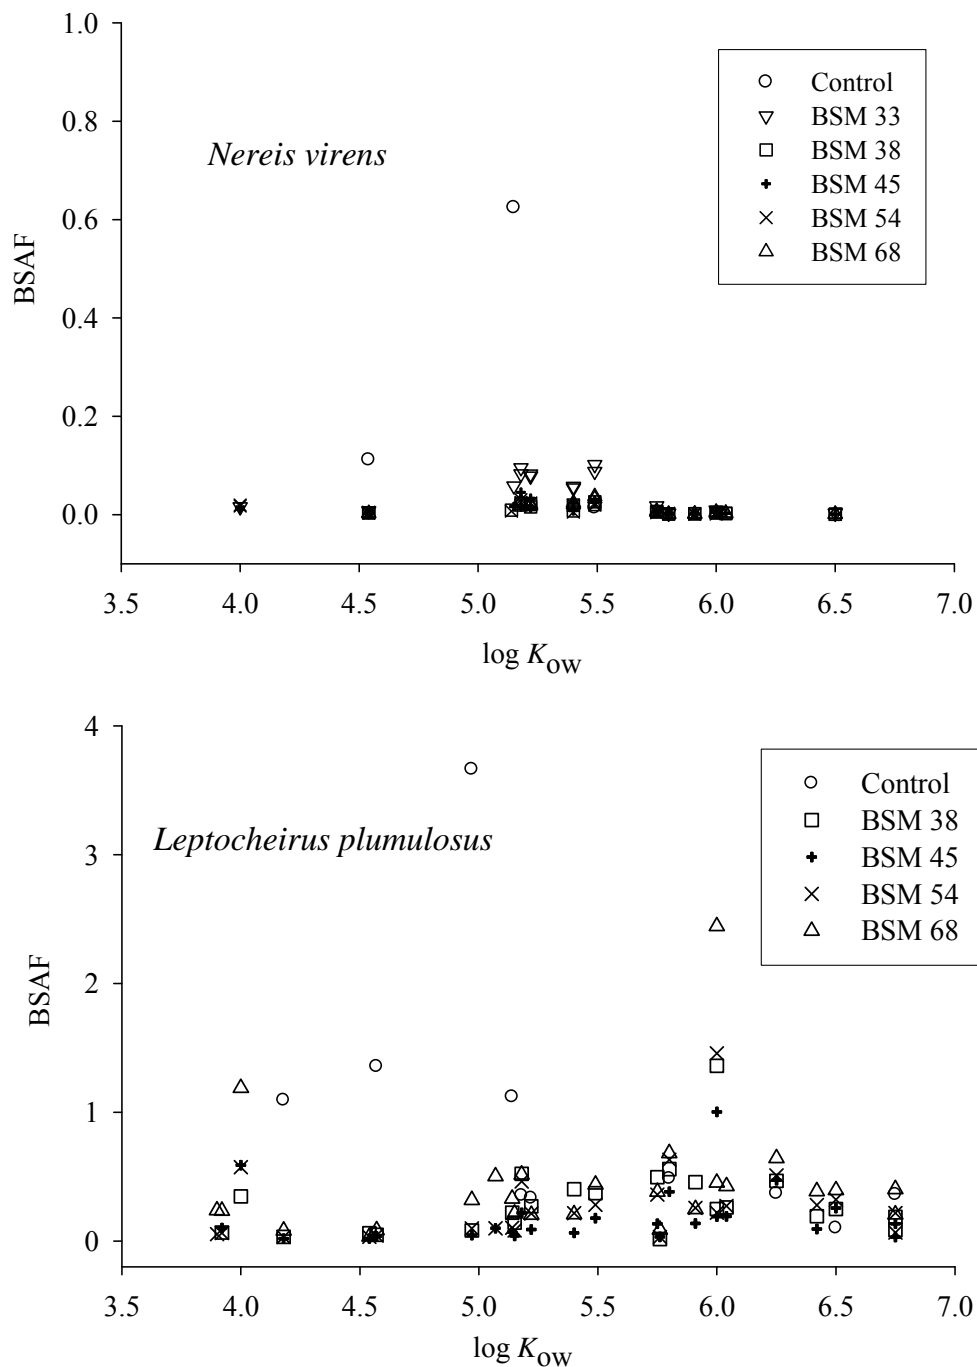 1.0
0.8
0.6
0.4
0.2
0.0
BSAF
Nereis virens
Control
BSM 33
BSM 38
BSM 45
BSM 54
BSM 68
3.5 4.0 4.5 5.0 5.5 6.0 6.5 7.0
log KOW
4
3
2
1
0
BSAF
Leptocheirus plumulosus
Control
BSM 38
BSM 45
BSM 54
BSM 68
3.5 4.0 4.5 5.0 5.5 6.0 6.5 7.0
log KOW